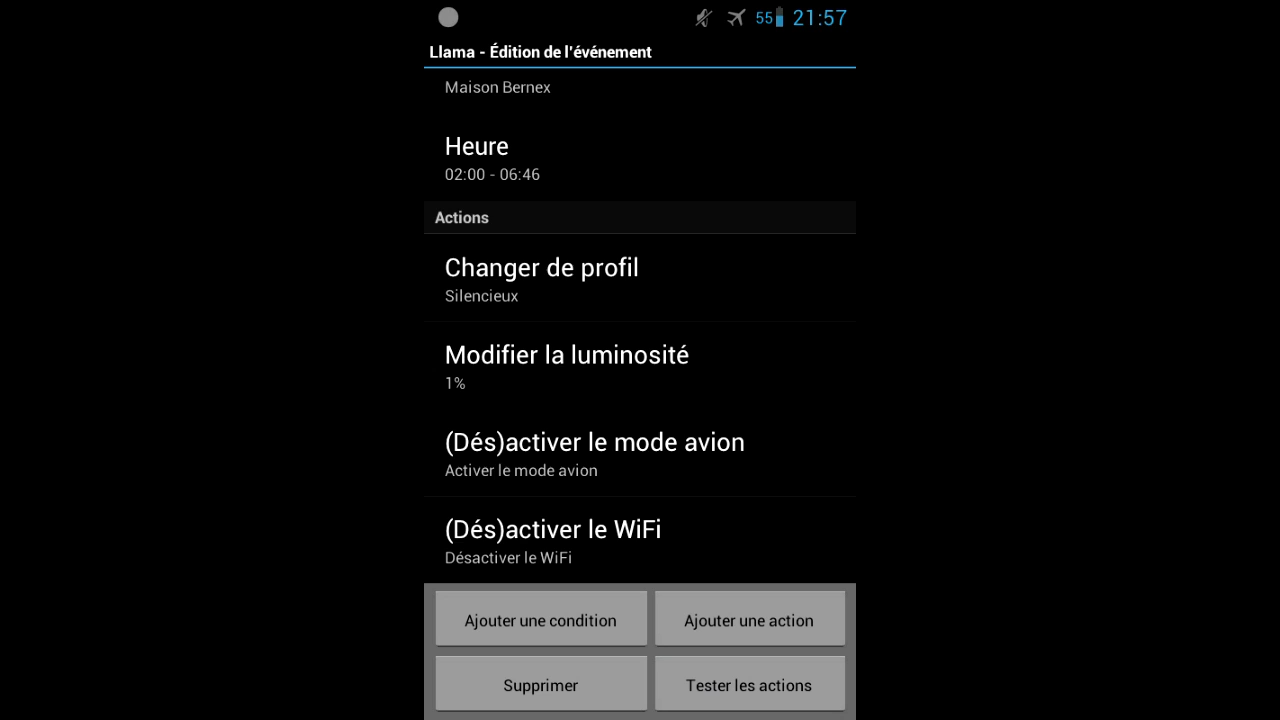 55 21:57
Llama - Édition de l'événement
Maison Bernex
Heure
02:00 - 06:46
Actions
Changer de profil
Silencieux
Modifier la luminosité
1%
(Dés)activer le mode avion
Activer le mode avion
(Dés)activer le WiFi
Désactiver le WiFi
Ajouter une condition Ajouter une action
Supprimer Tester les actions